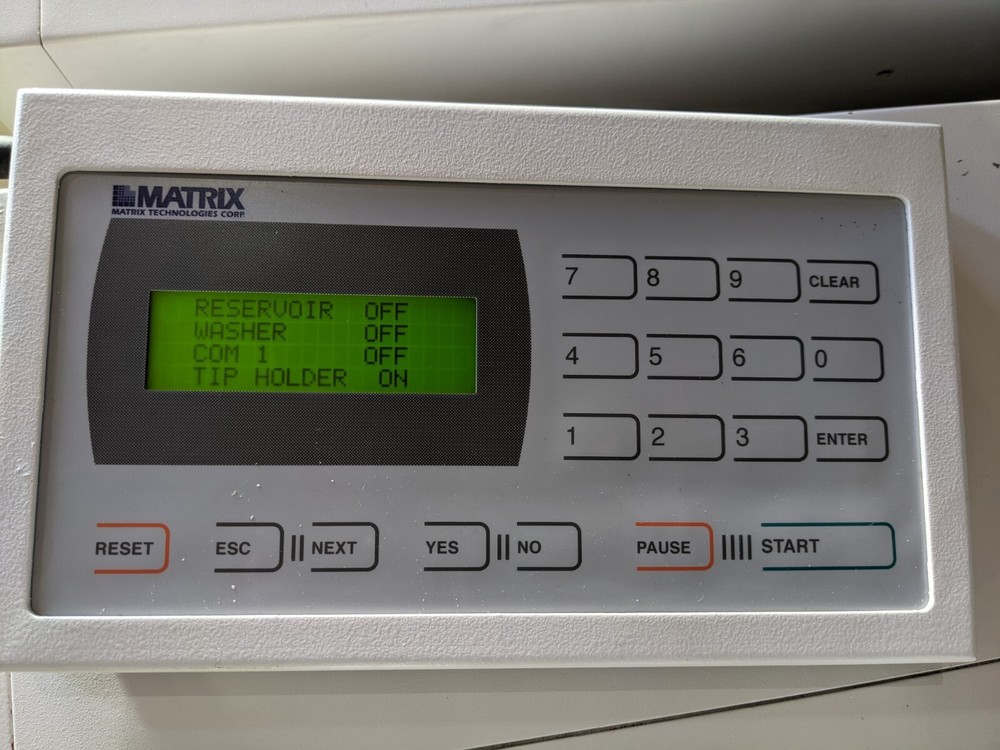 MATRIX
MATRIX TECHNOLOGIES CORP.
RESERVOIR OFF
WASHER OFF
COM 1 OFF
TIP HOLDER ON
7 8 9 CLEAR
4 5 6 0
1 2 3 ENTER
RESET ESC NEXT YES NO PAUSE START